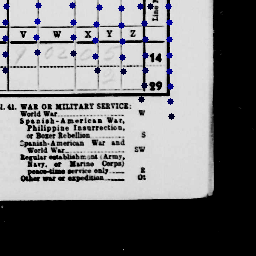 Line N
V W X Y Z
14
29
41. WAR OR MILITARY SERVICE:
World War W
Spanish-American War,
Philippine Insurrection,
or Boxer Rebellion S
Spanish-American War and
World War SW
Regular establishment (Army,
Navy, or Marine Corps)
peace-time service only R
Other war or expedition Ot